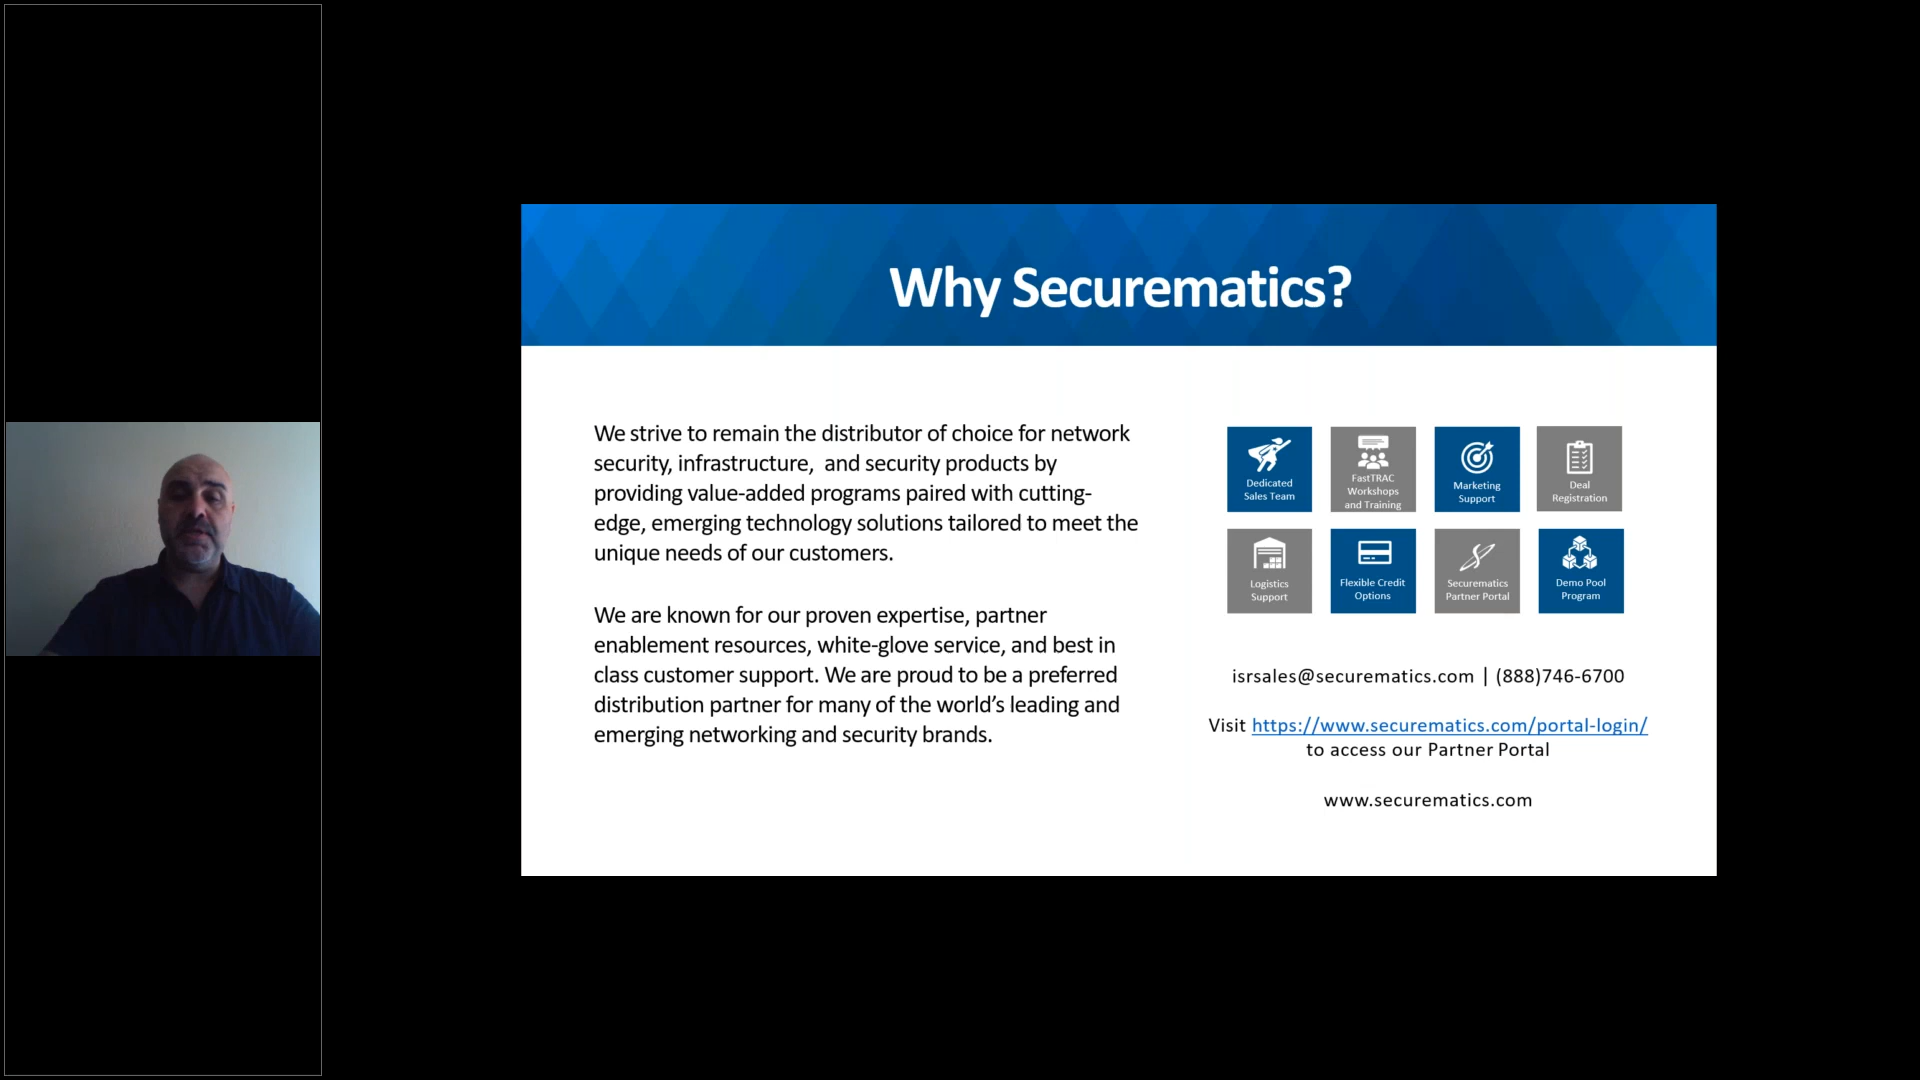 Why Securematics?
We strive to remain the distributor of choice for network
security, infrastructure,  and security products by
providing value-added programs paired with cutting-
edge, emerging technology solutions tailored to meet the
unique needs of our customers.
We are known for our proven expertise, partner
enablement resources, white-glove service, and best in
class customer support. We are proud to be a preferred
distribution partner for many of the world’s leading and
emerging networking and security brands.
Dedicated
Sales Team
FastTRAC
Workshops
and Training
Marketing
Support
Deal
Registration
Logistics
Support
Flexible Credit
Options
Securematics
Partner Portal
Demo Pool
Program
isrsales@securematics.com | (888)746-6700
Visit https://www.securematics.com/portal-login/
to access our Partner Portal
www.securematics.com